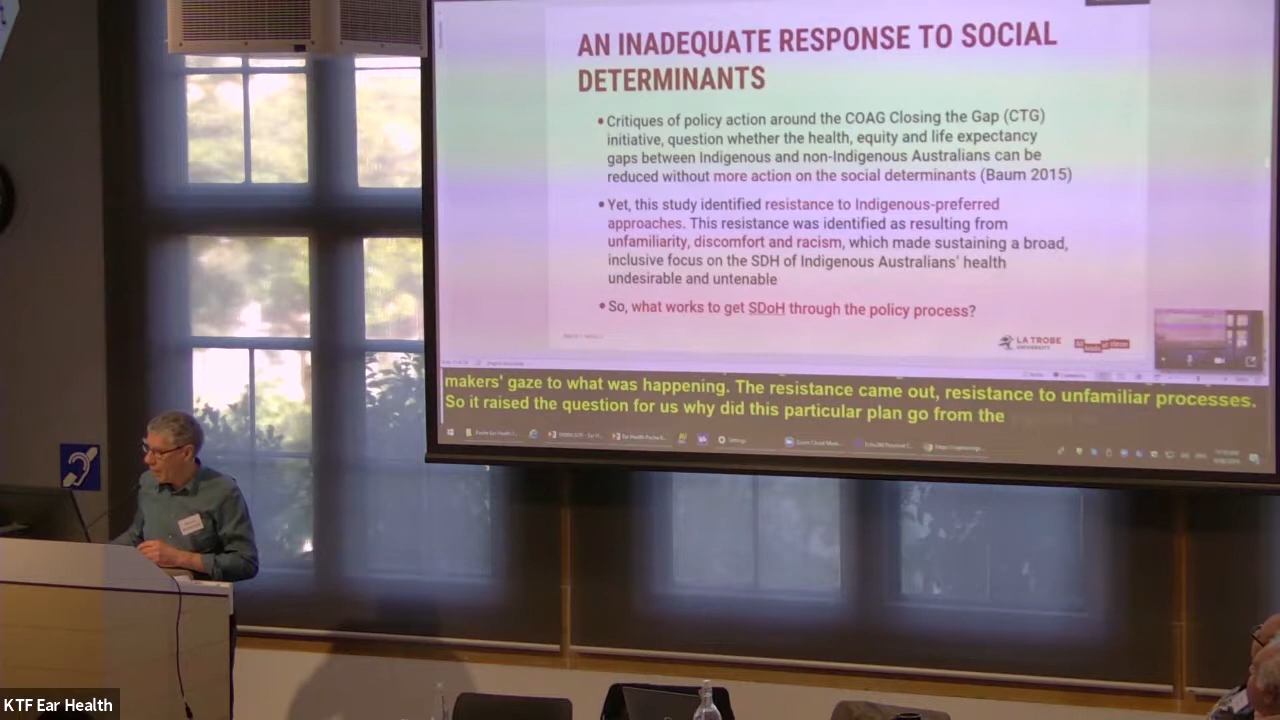 AN INADEQUATE RESPONSE TO SOCIAL
DETERMINANTS
• Critiques of policy action around the COAG Closing the Gap (CTG)
initiative, question whether the health, equity and life expectancy
gaps between Indigenous and non-Indigenous Australians can be
reduced without more action on the social determinants (Baum 2015)
• Yet, this study identified resistance to Indigenous-preferred
approaches. This resistance was identified as resulting from
unfamiliarity, discomfort and racism, which made sustaining a broad,
inclusive focus on the SDH of Indigenous Australians' health
undesirable and untenable
• So, what works to get SDoH through the policy process?
LA TROBE
UNIVERSITY
makers' gaze to what was happening. The resistance came out, resistance to unfamiliar processes.
So it raised the question for us why did this particular plan go from the
Settings
KTF Ear Health